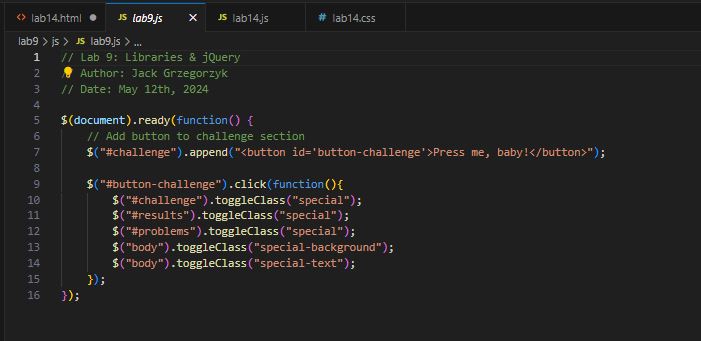 lab14.html
JS lab9.js
JS lab14.js
# lab14.css
lab9 > js > JS lab9.js > ...
1 // Lab 9: Libraries & jQuery
2 // Author: Jack Grzegorzyk
3 // Date: May 12th, 2024
4
5 $(document).ready(function() {
6     // Add button to challenge section
7     $("#challenge").append("<button id='button-challenge'>Press me, baby!</button>");
8
9     $("#button-challenge").click(function(){
10         $("#challenge").toggleClass("special");
11         $("#results").toggleClass("special");
12         $("#problems").toggleClass("special");
13         $("body").toggleClass("special-background");
14         $("body").toggleClass("special-text");
15     });
16 });